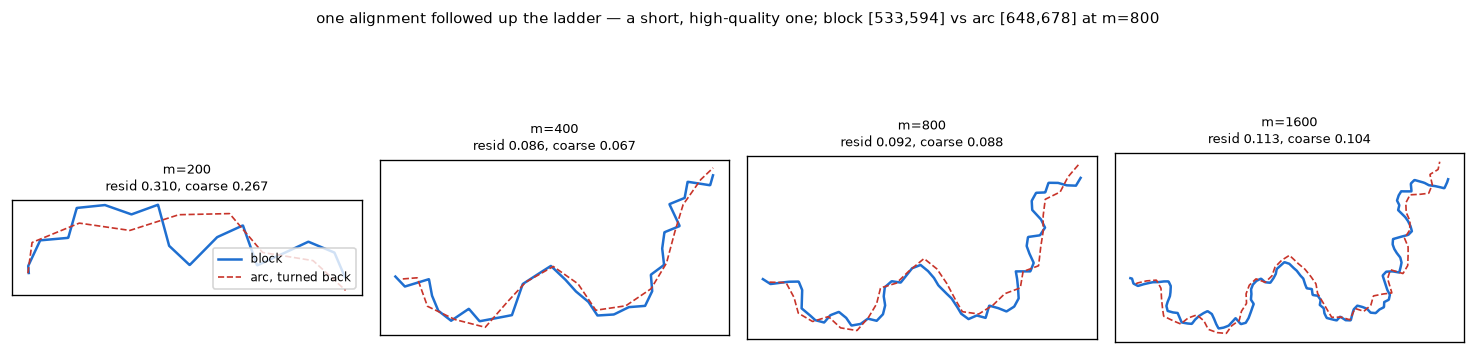 one alignment followed up the ladder — a short, high-quality one; block [533,594] vs arc [648,678] at m=800
m=200
resid 0.310, coarse 0.267
block
arc, turned back
m=400
resid 0.086, coarse 0.067
m=800
resid 0.092, coarse 0.088
m=1600
resid 0.113, coarse 0.104